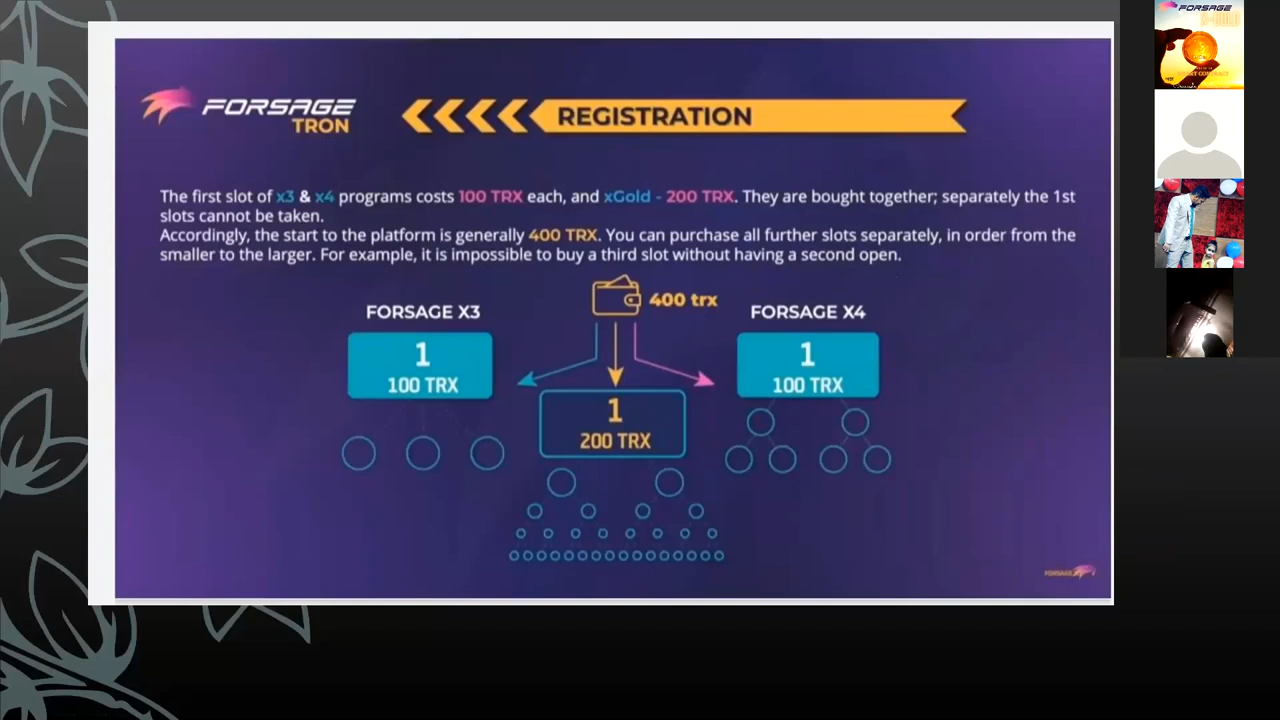 FORSAGE
TRON
REGISTRATION
The first slot of x3 & x4 programs costs 100 TRX each, and xGold - 200 TRX. They are bought together; separately the 1st
slots cannot be taken.
Accordingly, the start to the platform is generally 400 TRX. You can purchase all further slots separately, in order from the
smaller to the larger. For example, it is impossible to buy a third slot without having a second open.
400 trx
FORSAGE X3
FORSAGE X4
1
100 TRX
1
100 TRX
1
200 TRX
FORSAGE
FORSAGE